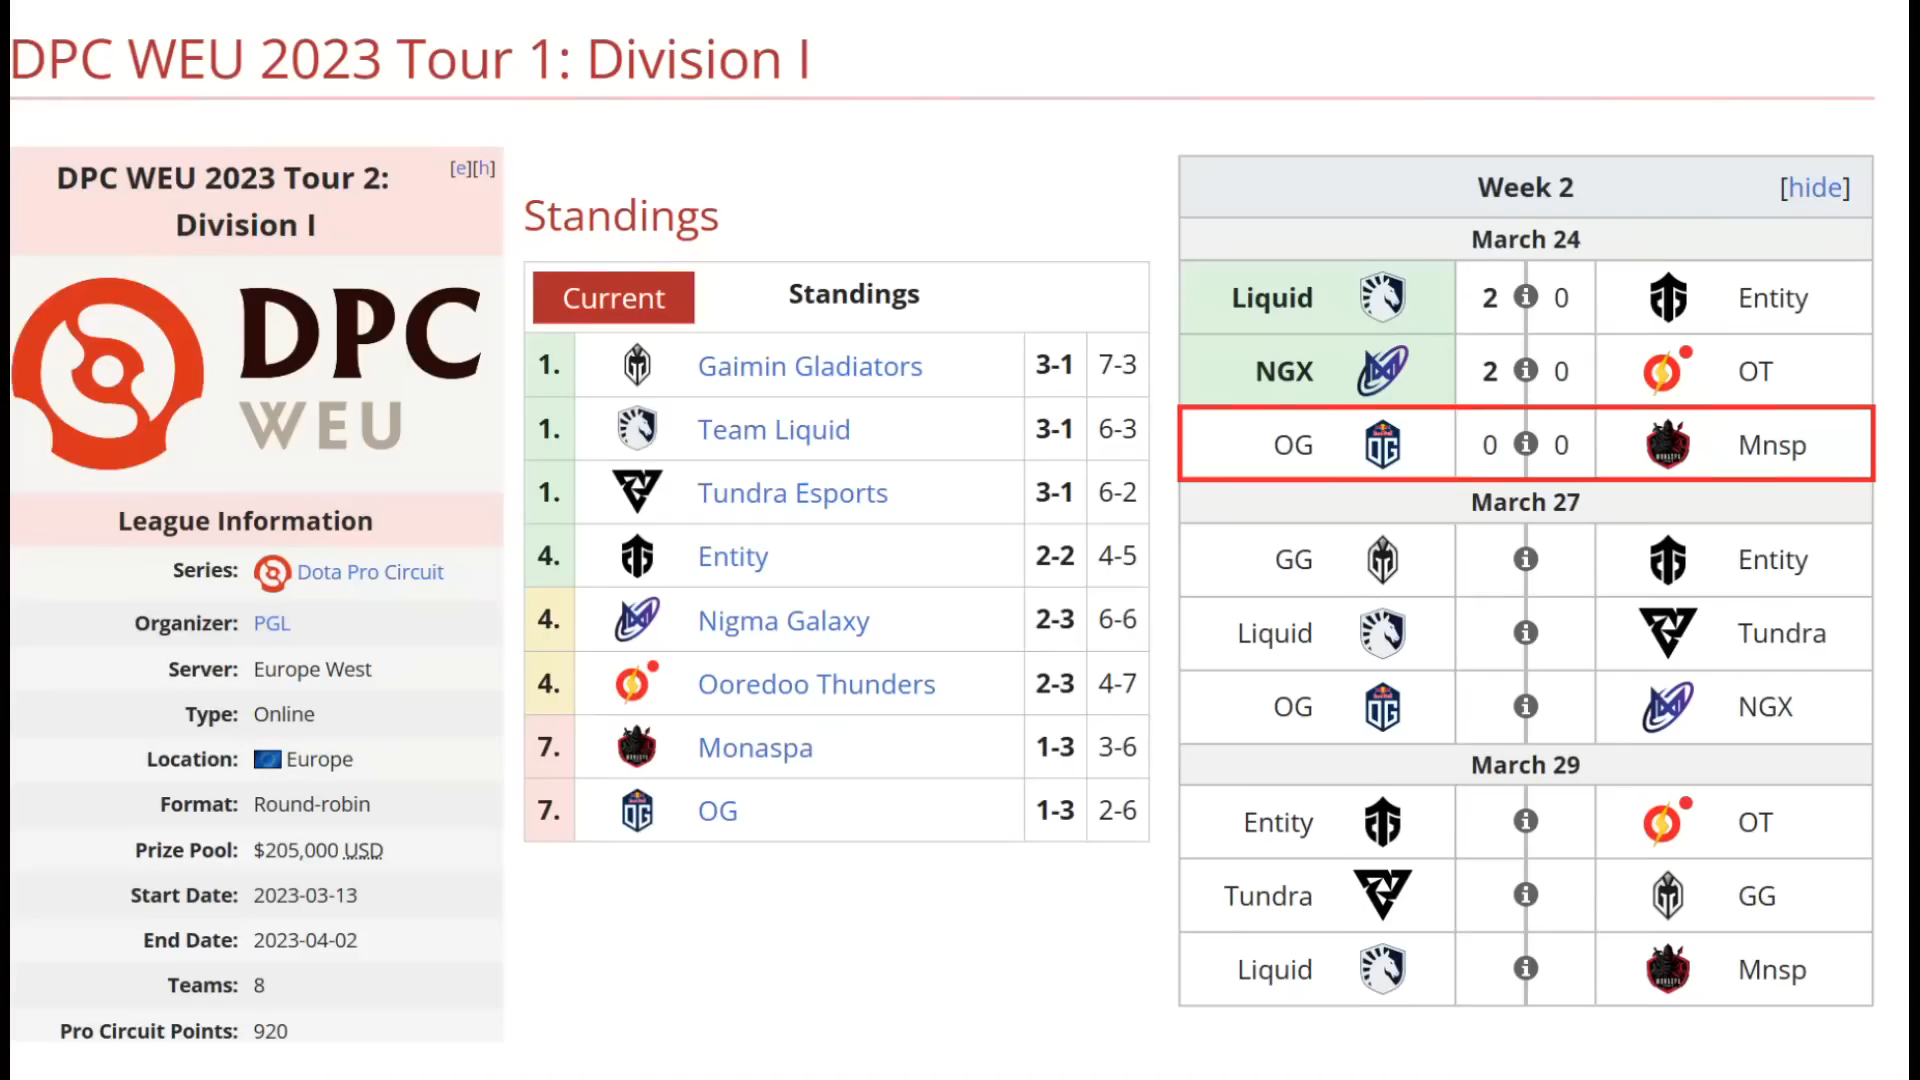 DPC WEU 2023 Tour 1: Division I
DPC WEU 2023 Tour 2:
Division I
[e][h]
DPC
WEU
League Information
Series: Dota Pro Circuit
Organizer: PGL
Server: Europe West
Type: Online
Location: Europe
Format: Round-robin
Prize Pool: $205,000 USD
Start Date: 2023-03-13
End Date: 2023-04-02
Teams: 8
Pro Circuit Points: 920
Standings
Current Standings
1. Gaimin Gladiators 3-1 7-3
1. Team Liquid 3-1 6-3
1. Tundra Esports 3-1 6-2
4. Entity 2-2 4-5
4. Nigma Galaxy 2-3 6-6
4. Ooredoo Thunders 2-3 4-7
7. Monaspa 1-3 3-6
7. OG 1-3 2-6
Week 2 [hide]
March 24
Liquid 2 0 Entity
NGX 2 0 OT
OG 0 0 Mnsp
March 27
GG Entity
Liquid Tundra
OG NGX
March 29
Entity OT
Tundra GG
Liquid Mnsp